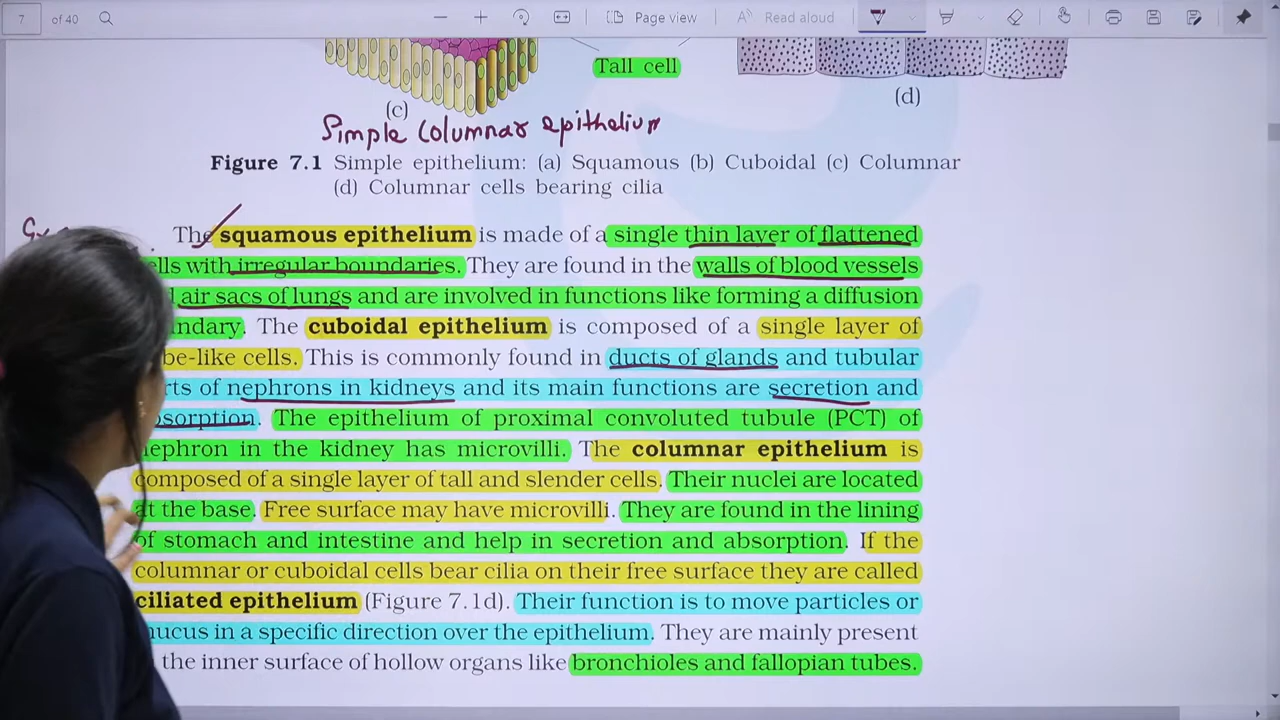 7 of 40 Page view Read aloud
Tall cell
(c) (d)
Simple Columnar epithelium
Figure 7.1 Simple epithelium: (a) Squamous (b) Cuboidal (c) Columnar
(d) Columnar cells bearing cilia
The squamous epithelium is made of a single thin layer of flattened
ells with irregular boundaries. They are found in the walls of blood vessels
air sacs of lungs and are involved in functions like forming a diffusion
ndary. The cuboidal epithelium is composed of a single layer of
be-like cells. This is commonly found in ducts of glands and tubular
rts of nephrons in kidneys and its main functions are secretion and
sorption. The epithelium of proximal convoluted tubule (PCT) of
nephron in the kidney has microvilli. The columnar epithelium is
composed of a single layer of tall and slender cells. Their nuclei are located
at the base. Free surface may have microvilli. They are found in the lining
of stomach and intestine and help in secretion and absorption. If the
columnar or cuboidal cells bear cilia on their free surface they are called
ciliated epithelium (Figure 7.1d). Their function is to move particles or
mucus in a specific direction over the epithelium. They are mainly present
the inner surface of hollow organs like bronchioles and fallopian tubes.